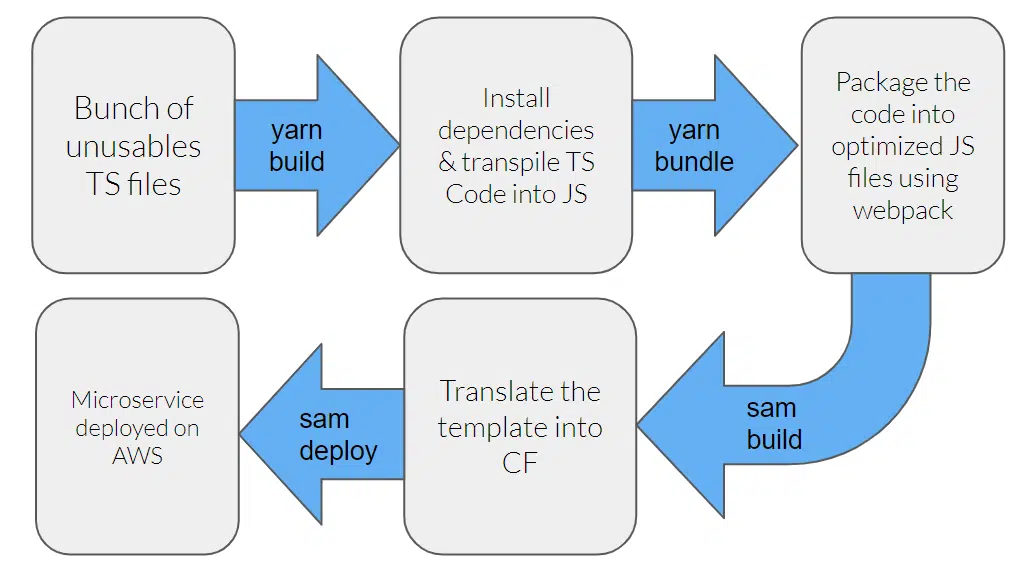 Bunch of
unusables
TS files
yarn
build
Install
dependencies
& transpile TS
Code into JS
yarn
bundle
Package the
code into
optimized JS
files using
webpack
sam
build
Translate the
template into
CF
sam
deploy
Microservice
deployed on
AWS